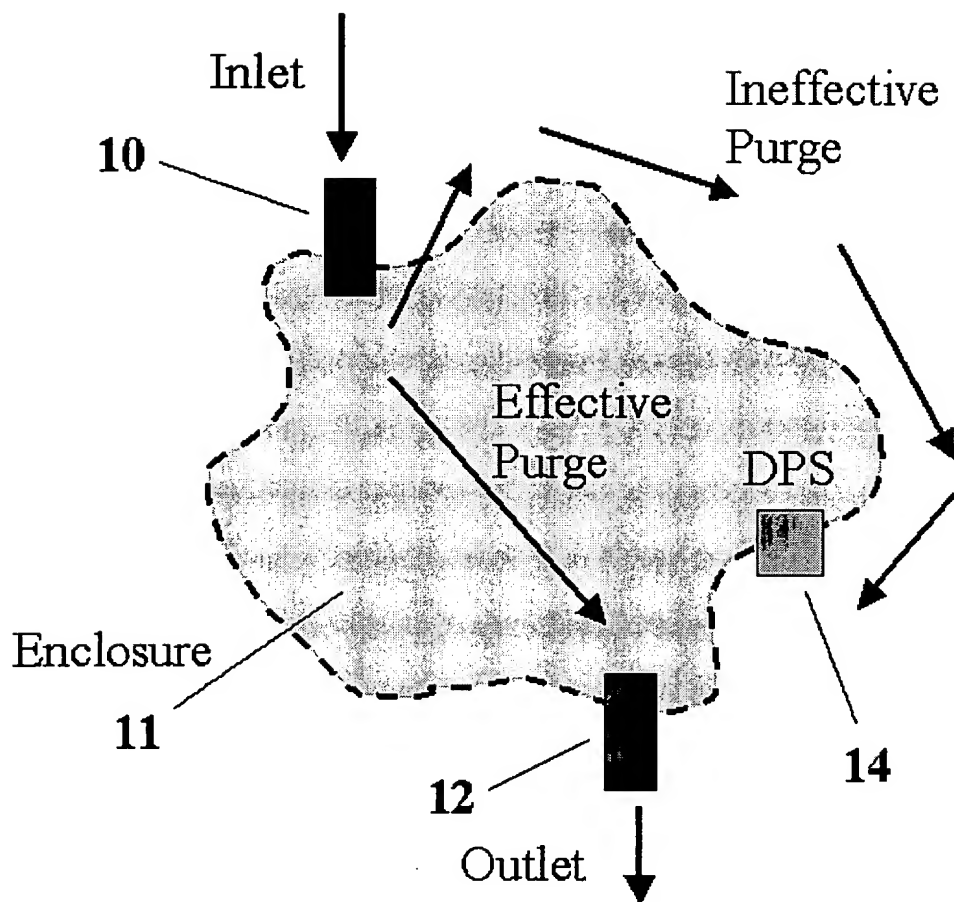 Inlet
Ineffective
Purge
10
Effective
Purge
DPS
Enclosure
11
12
14
Outlet